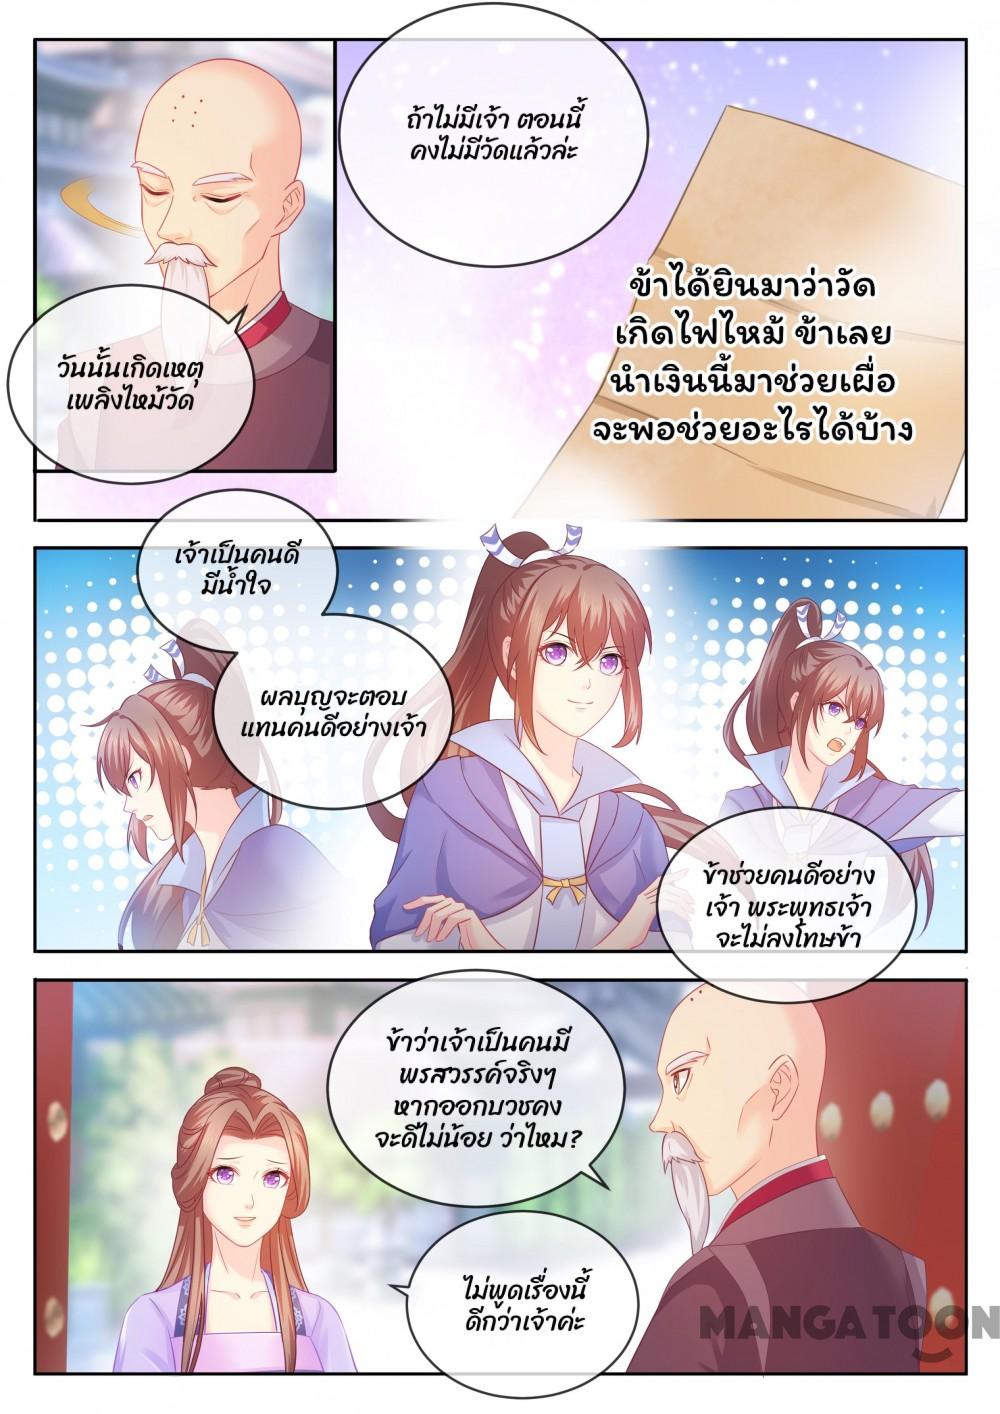 ถ้าไม่มีเจ้า ตอนนี้
คงไม่มีวัดแล้วล่ะ
วันนั้นเกิดเหตุ
เพลิงไหม้วัด
ข้าได้ยินมาว่าวัด
เกิดไฟไหม้ ข้าเลย
นำเงินนี้มาช่วยเผื่อ
จะพอช่วยอะไรได้บ้าง
เจ้าเป็นคนดี
มีน้ำใจ
ผลบุญจะตอบ
แทนคนดีอย่างเจ้า
ข้าช่วยคนดีอย่าง
เจ้า พระพุทธเจ้า
จะไม่ลงโทษข้า
ข้าว่าเจ้าเป็นคนมี
พรสวรรค์จริงๆ
หากออกบวชคง
จะดีไม่น้อย ว่าไหม?
ไม่พูดเรื่องนี้
ดีกว่าเจ้าค่ะ
MANGATOON